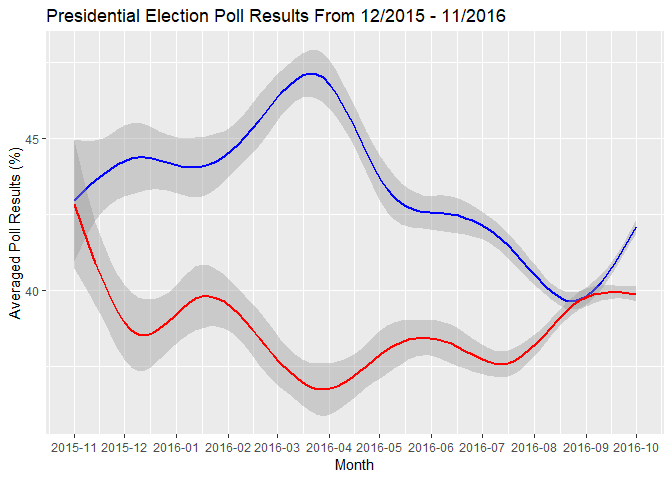 Presidential Election Poll Results From 12/2015 - 11/2016
Averaged Poll Results (%)
45
40
2015-11 2015-12 2016-01 2016-02 2016-03 2016-04 2016-05 2016-06 2016-07 2016-08 2016-09 2016-10
Month